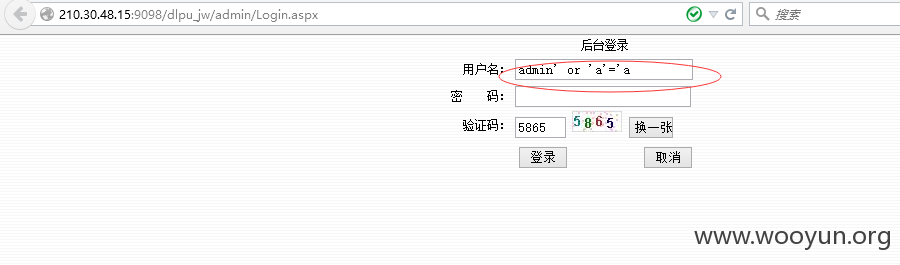 210.30.48.15:9098/dlpu_jw/admin/Login.aspx 搜索
后台登录
用户名: admin' or 'a'='a
密 码:
验证码: 5865 5865 换一张
登录 取消
www.wooyun.org